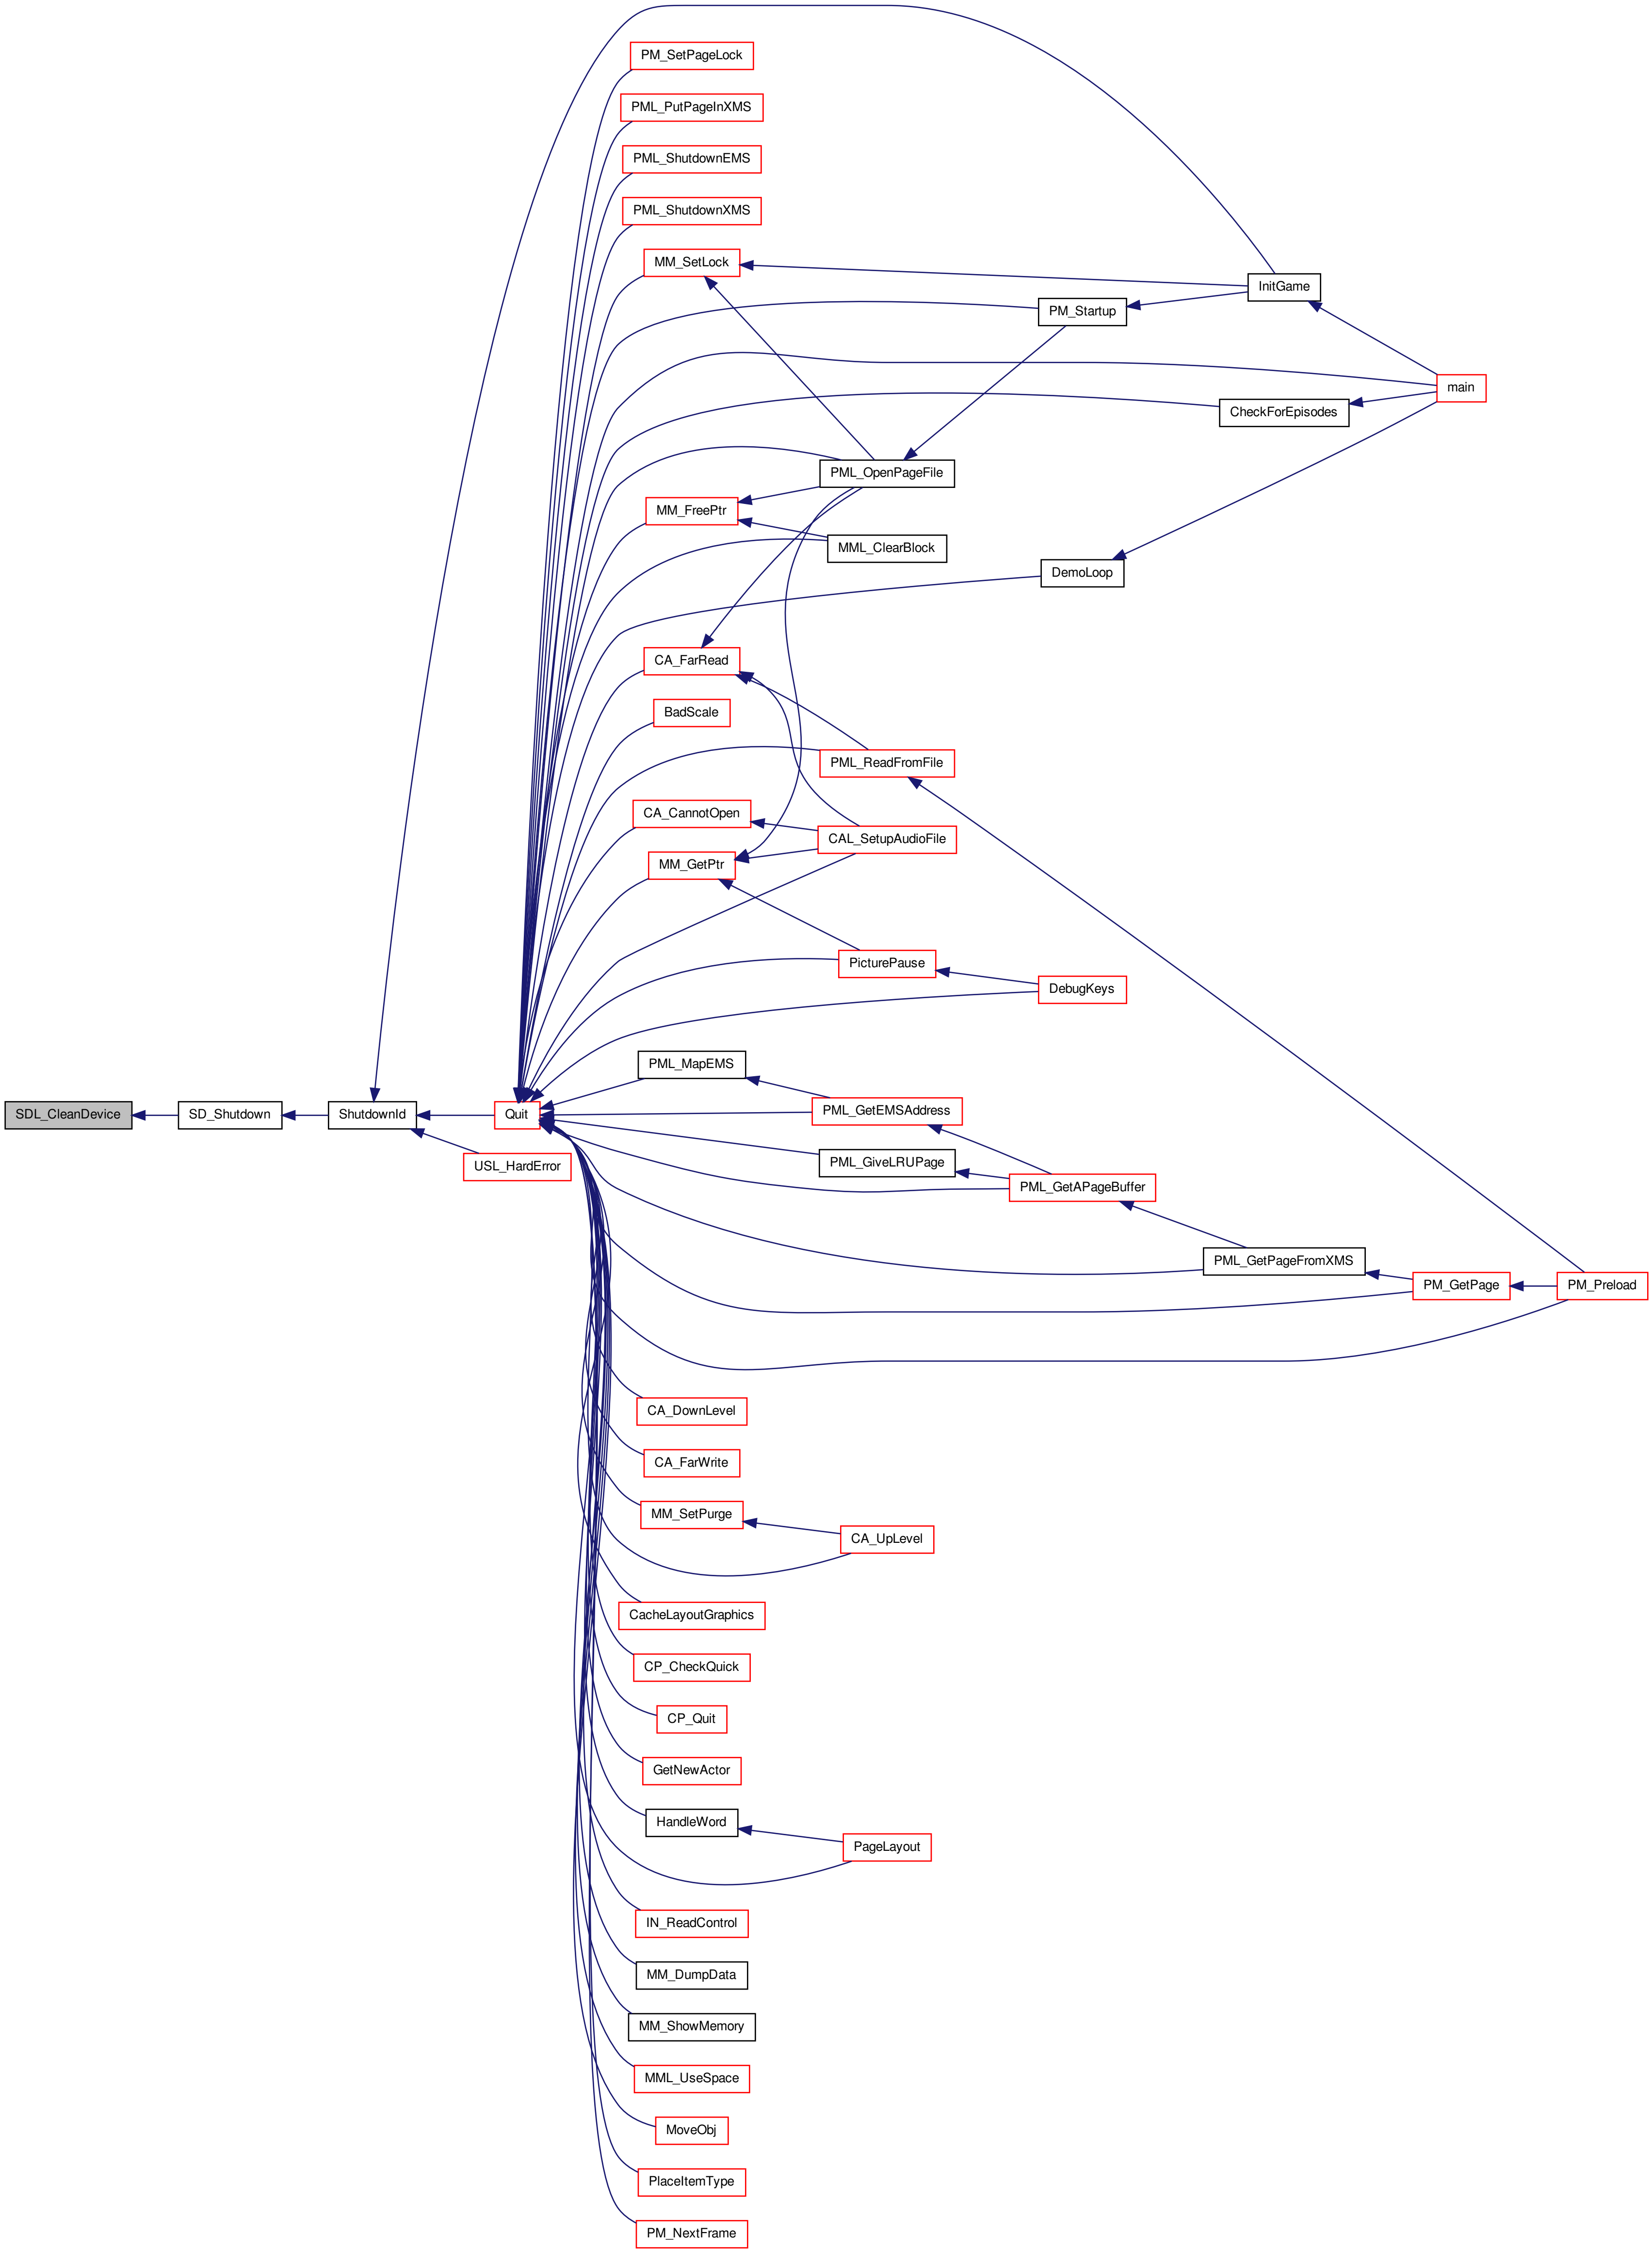 PM_SetPageLock
PML_PutPageInXMS
PML_ShutdownEMS
PML_ShutdownXMS
MM_SetLock
InitGame
PM_Startup
main
CheckForEpisodes
PML_OpenPageFile
MM_FreePtr
MML_ClearBlock
DemoLoop
CA_FarRead
BadScale
PML_ReadFromFile
CA_CannotOpen
CAL_SetupAudioFile
MM_GetPtr
PicturePause
DebugKeys
PML_MapEMS
SDL_CleanDevice
SD_Shutdown
ShutdownId
Quit
PML_GetEMSAddress
USL_HardError
PML_GiveLRUPage
PML_GetAPageBuffer
PML_GetPageFromXMS
PM_GetPage
PM_Preload
CA_DownLevel
CA_FarWrite
MM_SetPurge
CA_UpLevel
CacheLayoutGraphics
CP_CheckQuick
CP_Quit
GetNewActor
HandleWord
PageLayout
IN_ReadControl
MM_DumpData
MM_ShowMemory
MML_UseSpace
MoveObj
PlaceItemType
PM_NextFrame